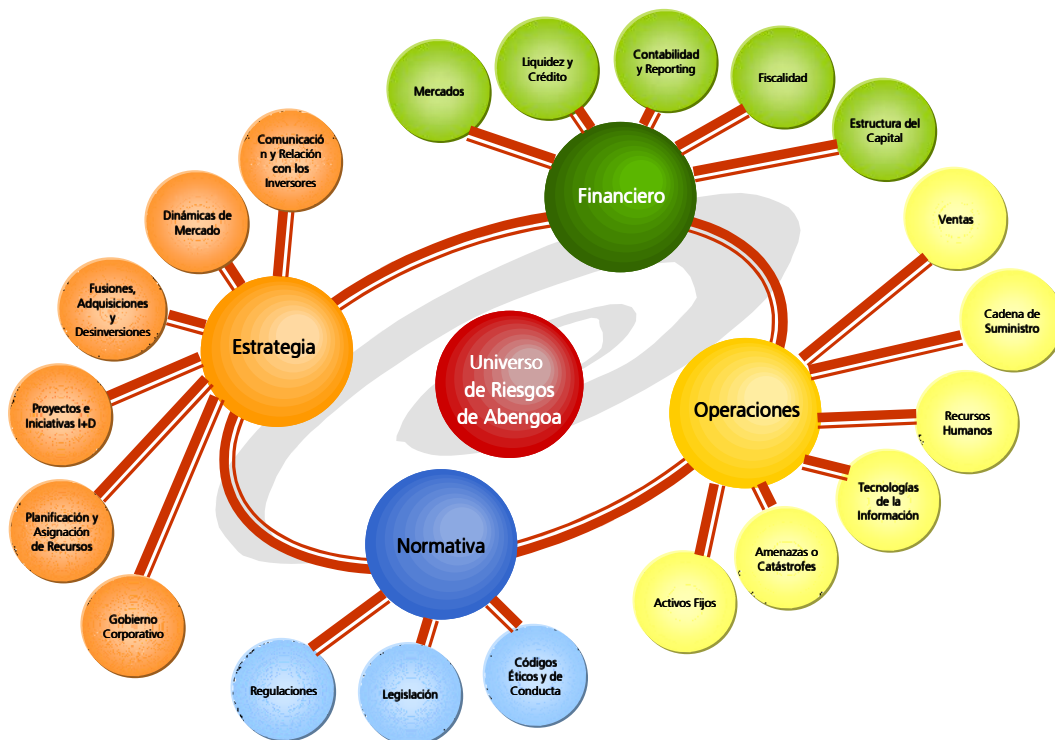 Contabilidad
y Reporting
Liquidez y
Crédito
Fiscalidad
Mercados
Estructura del
Capital
Financiero
Comunicació
n y Relación
con los
Inversores
Dinámicas de
Mercado
Fusiones,
Adquisiciones
y
Desinversiones
Estrategia
Proyectos e
Iniciativas I+D
Planificación y
Asignación
de Recursos
Gobierno
Corporativo
Universo
de Riesgos
de Abengoa
Ventas
Cadena de
Suministro
Operaciones
Recursos
Humanos
Tecnologías
de la
Información
Amenazas o
Catástrofes
Activos Fijos
Normativa
Regulaciones
Legislación
Códigos
Éticos y de
Conducta